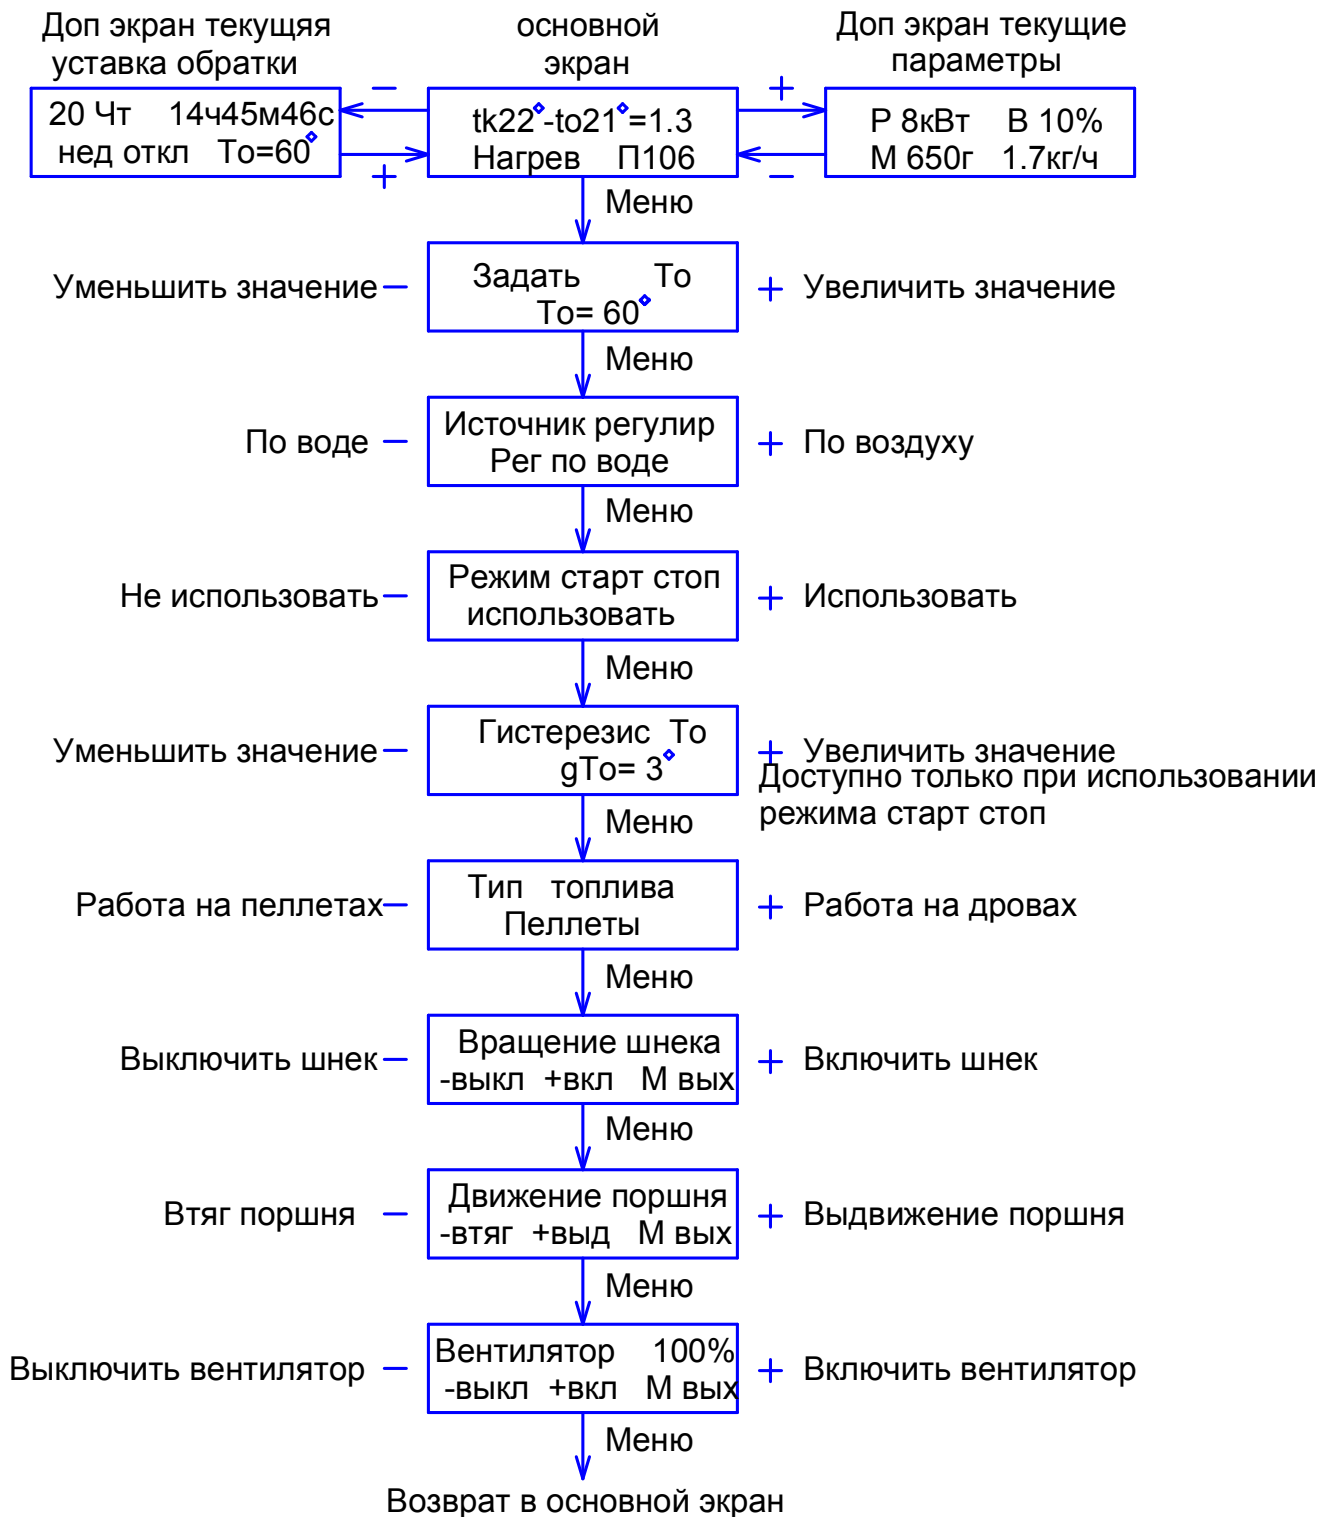 Доп экран текущяя
уставка обратки
основной
экран
Доп экран текущие
параметры
− +
20 Чт 14ч45м46с
нед откл То=60°
tk22°-to21°=1.3
Нагрев П106
Р 8кВт В 10%
М 650г 1.7кг/ч
+ −
Меню
Уменьшить значение −
Задать То
То= 60°
+ Увеличить значение
Меню
По воде −
Источник регулир
Рег по воде
+ По воздуху
Меню
Не использовать −
Режим старт стоп
использовать
+ Использовать
Меню
Уменьшить значение −
Гистерезис То
gТо= 3°
+ Увеличить значение
Доступно только при использовании
режима старт стоп
Меню
Работа на пеллетах −
Тип топлива
Пеллеты
+ Работа на дровах
Меню
Выключить шнек −
Вращение шнека
-выкл +вкл М вых
+ Включить шнек
Меню
Втяг поршня −
Движение поршня
-втяг +выд М вых
+ Выдвижение поршня
Меню
Выключить вентилятор −
Вентилятор 100%
-выкл +вкл М вых
+ Включить вентилятор
Меню
Возврат в основной экран